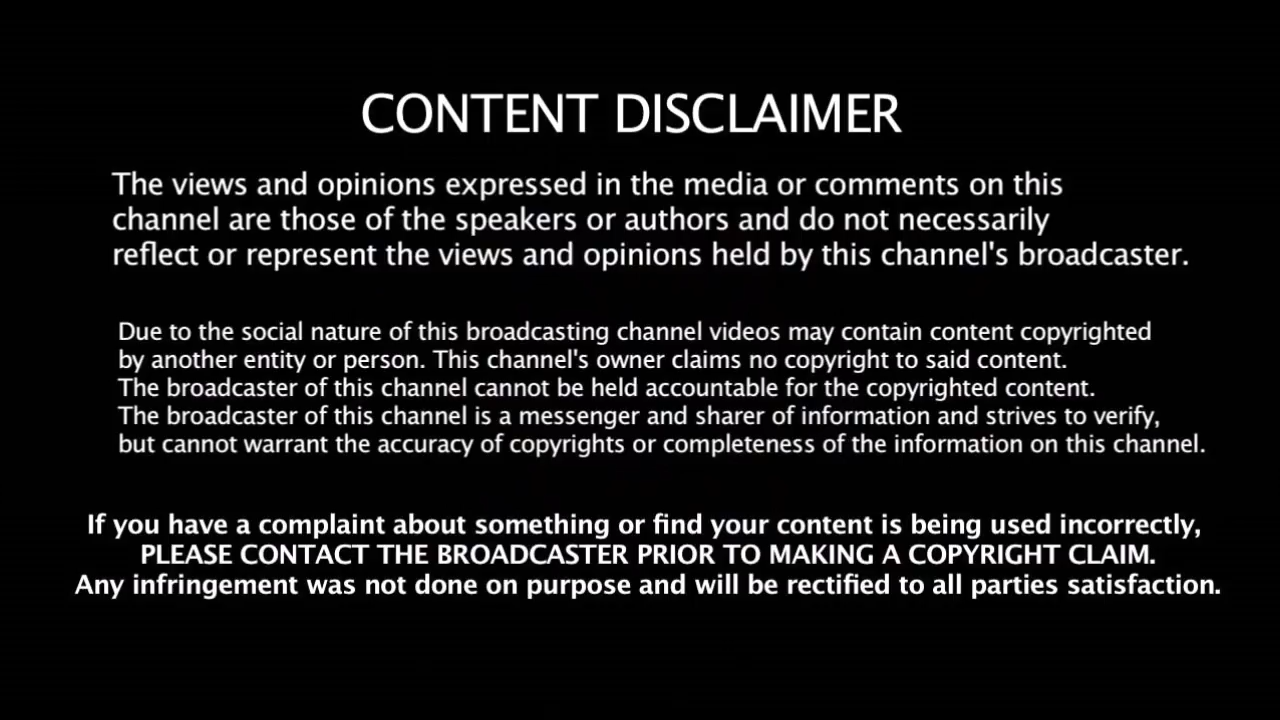 CONTENT DISCLAIMER
The views and opinions expressed in the media or comments on this
channel are those of the speakers or authors and do not necessarily
reflect or represent the views and opinions held by this channel's broadcaster.
Due to the social nature of this broadcasting channel videos may contain content copyrighted
by another entity or person. This channel's owner claims no copyright to said content.
The broadcaster of this channel cannot be held accountable for the copyrighted content.
The broadcaster of this channel is a messenger and sharer of information and strives to verify,
but cannot warrant the accuracy of copyrights or completeness of the information on this channel.
If you have a complaint about something or find your content is being used incorrectly,
PLEASE CONTACT THE BROADCASTER PRIOR TO MAKING A COPYRIGHT CLAIM.
Any infringement was not done on purpose and will be rectified to all parties satisfaction.